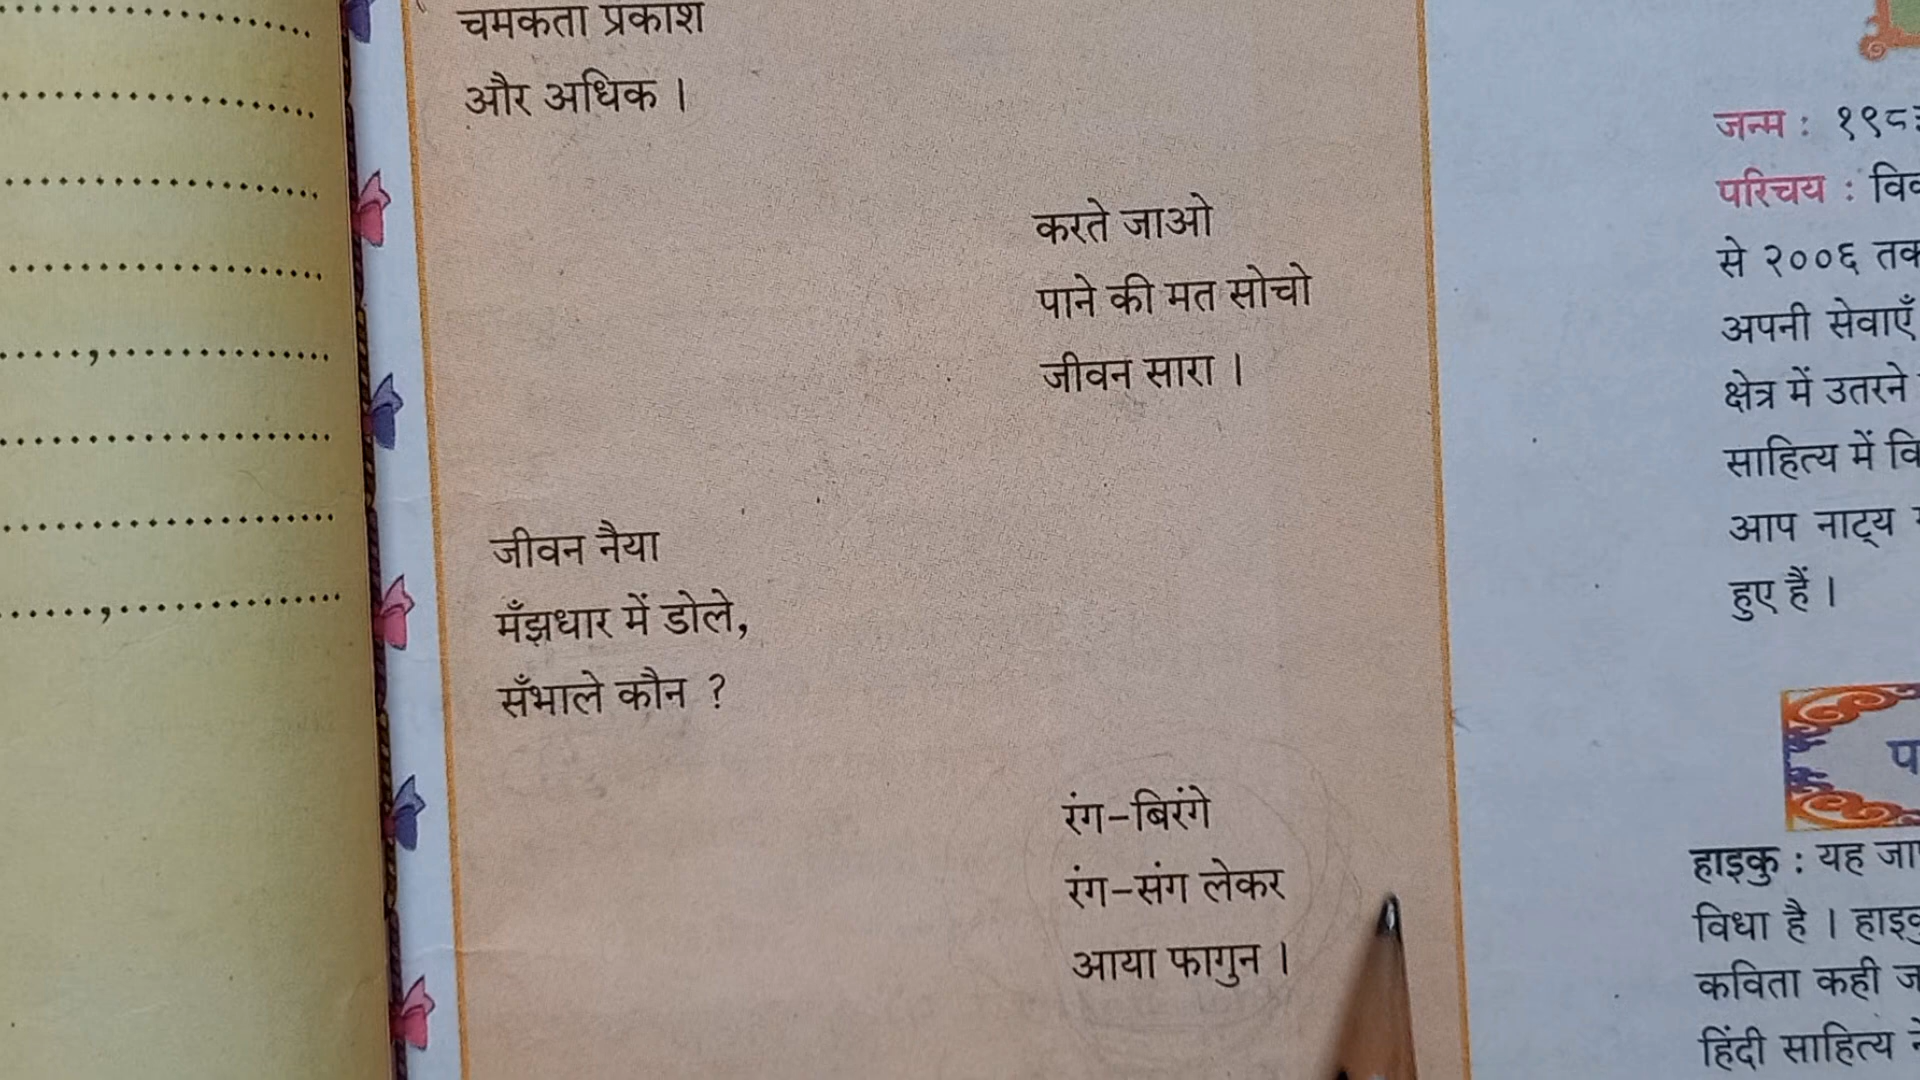 चमकता प्रकाश
और अधिक ।
करते जाओ
पाने की मत सोचो
जीवन सारा ।
जीवन नैया
मँझधार में डोले,
सँभाले कौन ?
रंग-बिरंगे
रंग-संग लेकर
आया फागुन ।
जन्म :
परिचय :
से २००६ तक
अपनी सेवाएँ
क्षेत्र में उतरने
साहित्य में
आप नाट्य
हुए हैं ।
हाइकु : यह
विधा है ।
कविता कही
हिंदी साहित्य